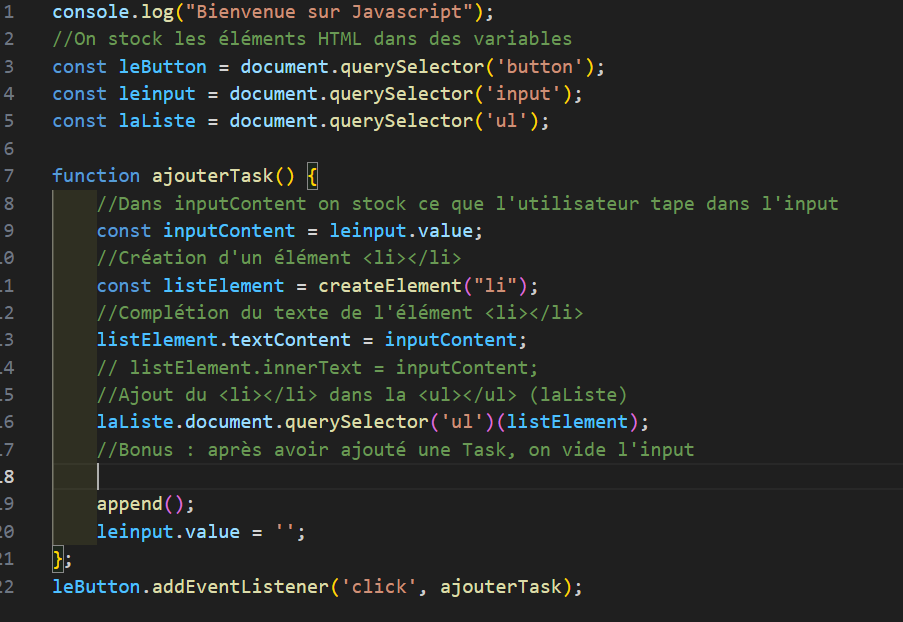 1 console.log("Bienvenue sur Javascript");
2 //On stock les éléments HTML dans des variables
3 const leButton = document.querySelector('button');
4 const leinput = document.querySelector('input');
5 const laListe = document.querySelector('ul');
6
7 function ajouterTask() {
8 //Dans inputContent on stock ce que l'utilisateur tape dans l'input
9 const inputContent = leinput.value;
10 //Création d'un élément <li></li>
11 const listElement = createElement("li");
12 //Complétion du texte de l'élément <li></li>
13 listElement.textContent = inputContent;
14 // listElement.innerText = inputContent;
15 //Ajout du <li></li> dans la <ul></ul> (laListe)
16 laListe.document.querySelector('ul')(listElement);
17 //Bonus : après avoir ajouté une Task, on vide l'input
18
19 append();
20 leinput.value = '';
21 };
22 leButton.addEventListener('click', ajouterTask);